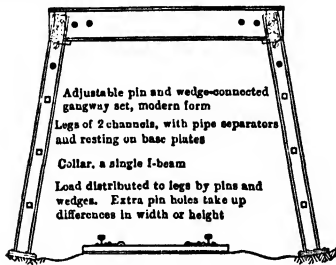 Adjustable pin and wedge-connected
gangway set, modern form
Legs of 2 channels, with pipe separators
and resting on base plates
Collar, a single I-beam
Load distributed to legs by pins and
wedges. Extra pin holes take up
differences in width or height